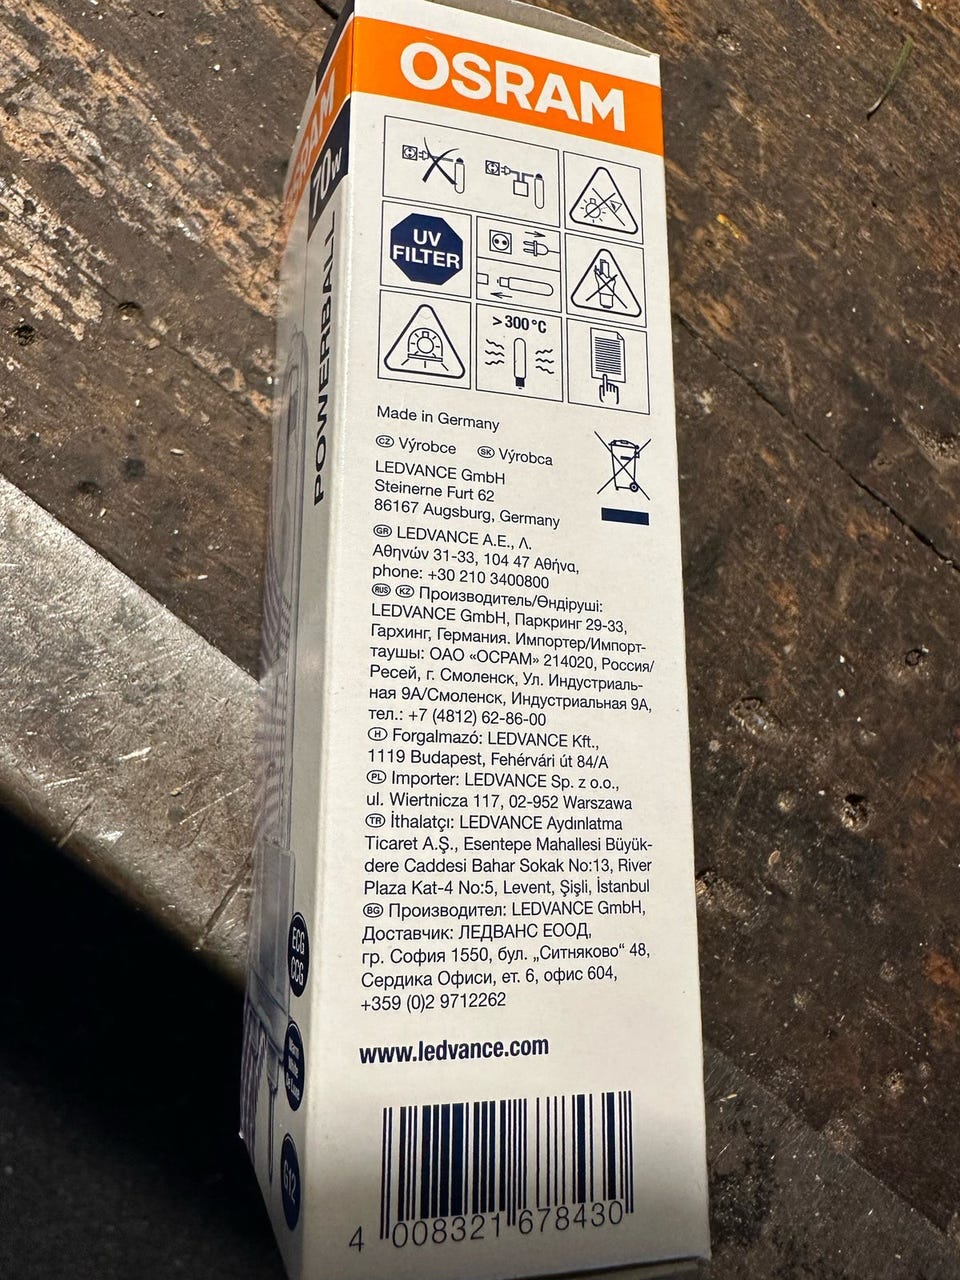 OSRAM
OSRAM
70W
POWERBALL
UV
FILTER
>300°C
Made in Germany
CZ Výrobce SK Výrobca
LEDVANCE GmbH
Steinerne Furt 62
86167 Augsburg, Germany
GR LEDVANCE A.E., Λ.
Αθηνών 31-33, 104 47 Αθήνα,
phone: +30 210 3400800
RUS KZ Производитель/Өндіруші:
LEDVANCE GmbH, Паркринг 29-33,
Гархинг, Германия. Импортер/Импорт-
таушы: ОАО «ОСРАМ» 214020, Россия/
Ресей, г. Смоленск, Ул. Индустриаль-
ная 9А/Смоленск, Индустриальная 9А,
тел.: +7 (4812) 62-86-00
H Forgalmazó: LEDVANCE Kft.,
1119 Budapest, Fehérvári út 84/A
PL Importer: LEDVANCE Sp. z o.o.,
ul. Wiertnicza 117, 02-952 Warszawa
TR İthalatçı: LEDVANCE Aydınlatma
Ticaret A.Ş., Esentepe Mahallesi Büyük-
dere Caddesi Bahar Sokak No:13, River
Plaza Kat-4 No:5, Levent, Şişli, İstanbul
BG Производител: LEDVANCE GmbH,
Доставчик: ЛЕДВАНС ЕООД,
гр. София 1550, бул. „Ситняково“ 48,
Сердика Офиси, ет. 6, офис 604,
+359 (0)2 9712262
www.ledvance.com
4 008321 678430
ECG
CCG
G12